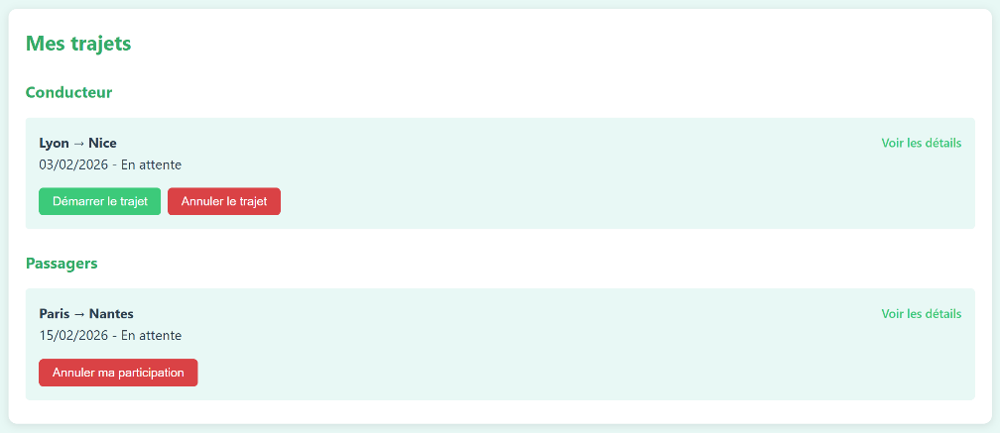 Mes trajets
Conducteur
Lyon → Nice
Voir les détails
03/02/2026 - En attente
Démarrer le trajet
Annuler le trajet
Passagers
Paris → Nantes
Voir les détails
15/02/2026 - En attente
Annuler ma participation